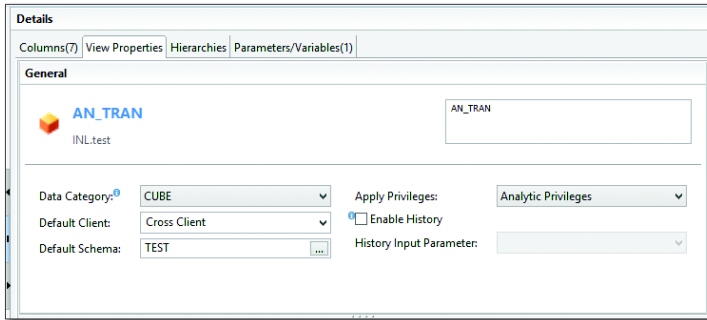 Details
Columns(7) View Properties Hierarchies Parameters/Variables(1)
General
AN_TRAN
INL.test
AN_TRAN
Data Category: CUBE
Apply Privileges: Analytic Privileges
Default Client: Cross Client
Enable History
Default Schema: TEST ...
History Input Parameter: